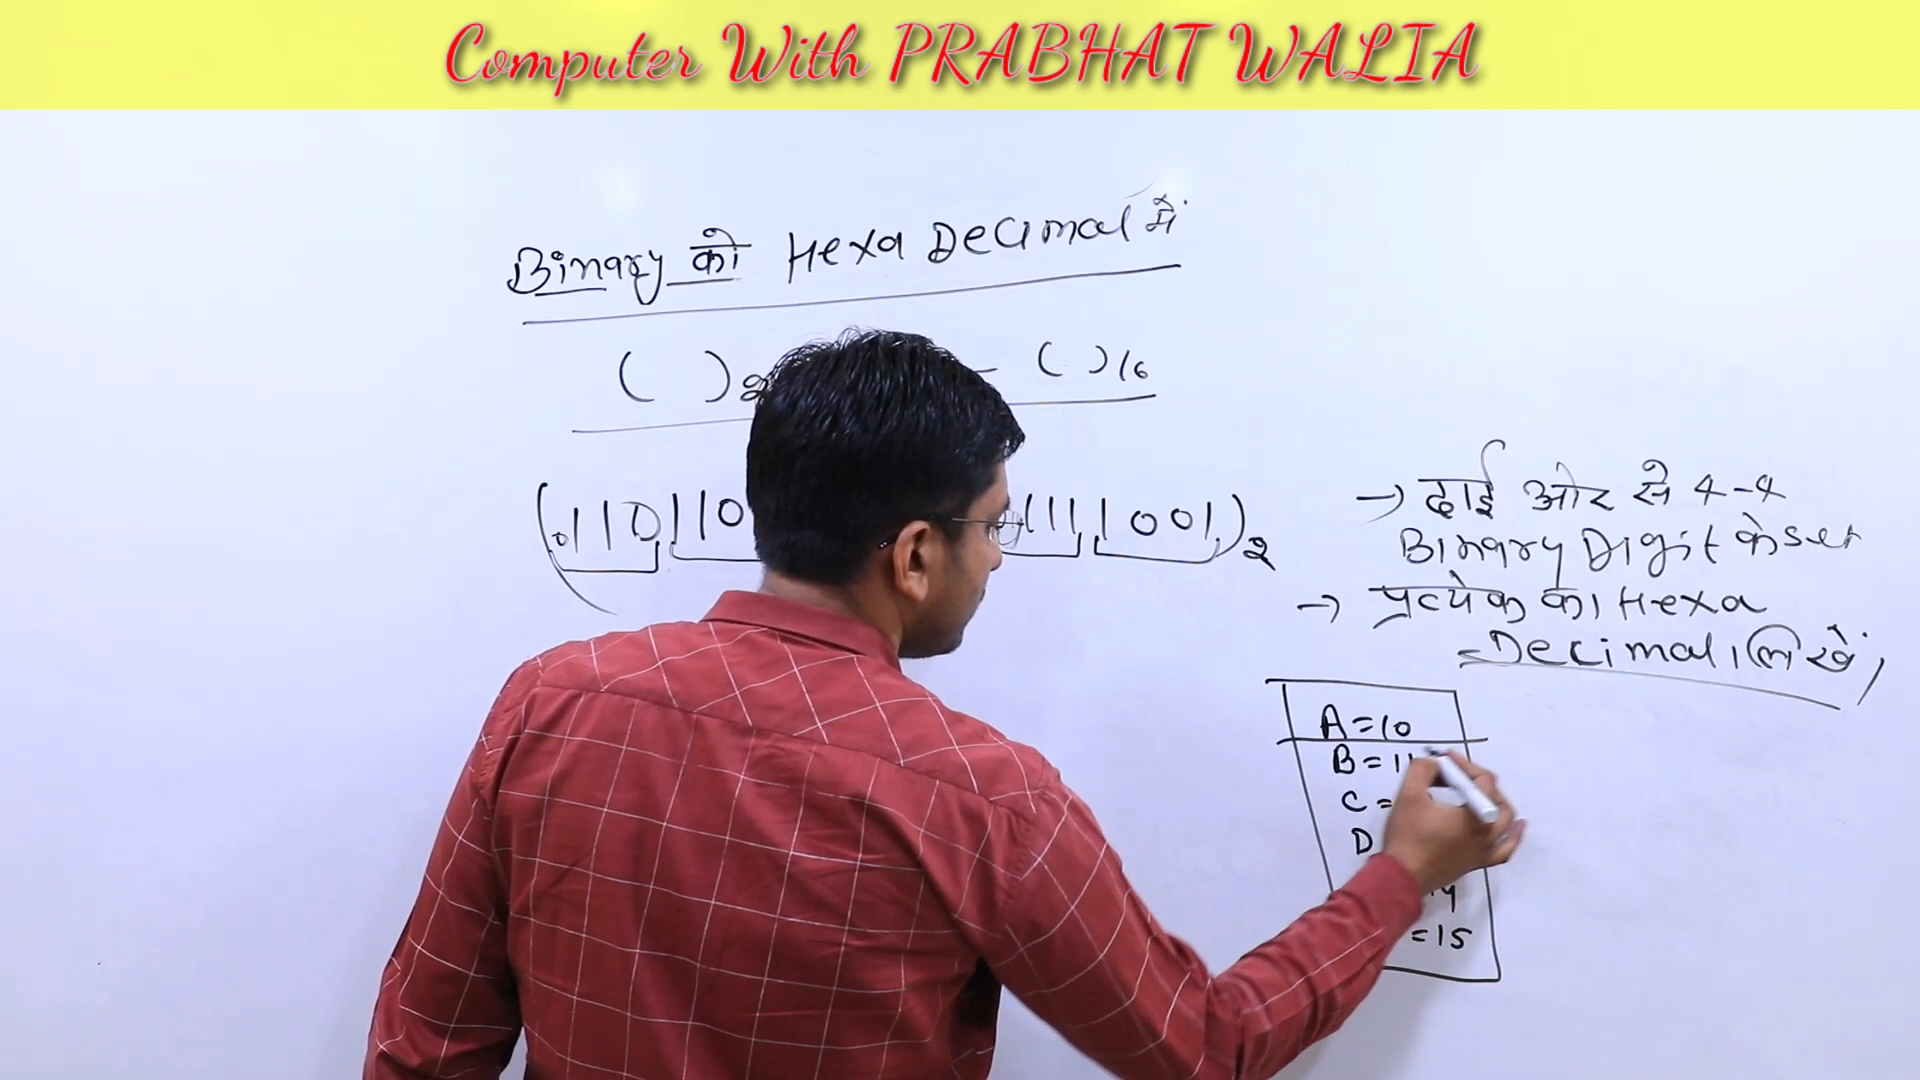 Computer With PRABHAT WALIA
Binary को Hexa Decimal में
( )2 ( )16
(0110 110 111 1001)2
→ दाई ओर से 4-4
Binary Digit के set
→ प्रत्येक का Hexa
Decimal लिखें
A=10
B=11
C=
D
=15